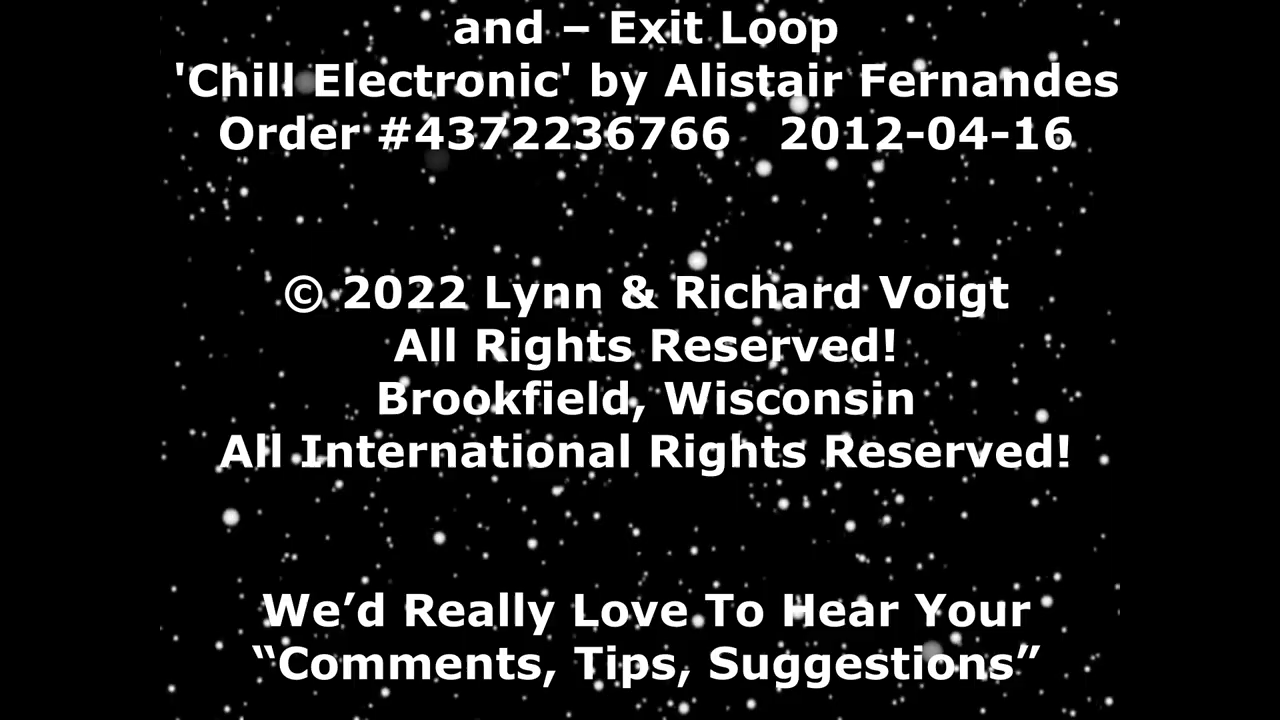 and – Exit Loop
'Chill Electronic' by Alistair Fernandes
Order #4372236766   2012-04-16
© 2022 Lynn & Richard Voigt
All Rights Reserved!
Brookfield, Wisconsin
All International Rights Reserved!
We’d Really Love To Hear Your
“Comments, Tips, Suggestions”